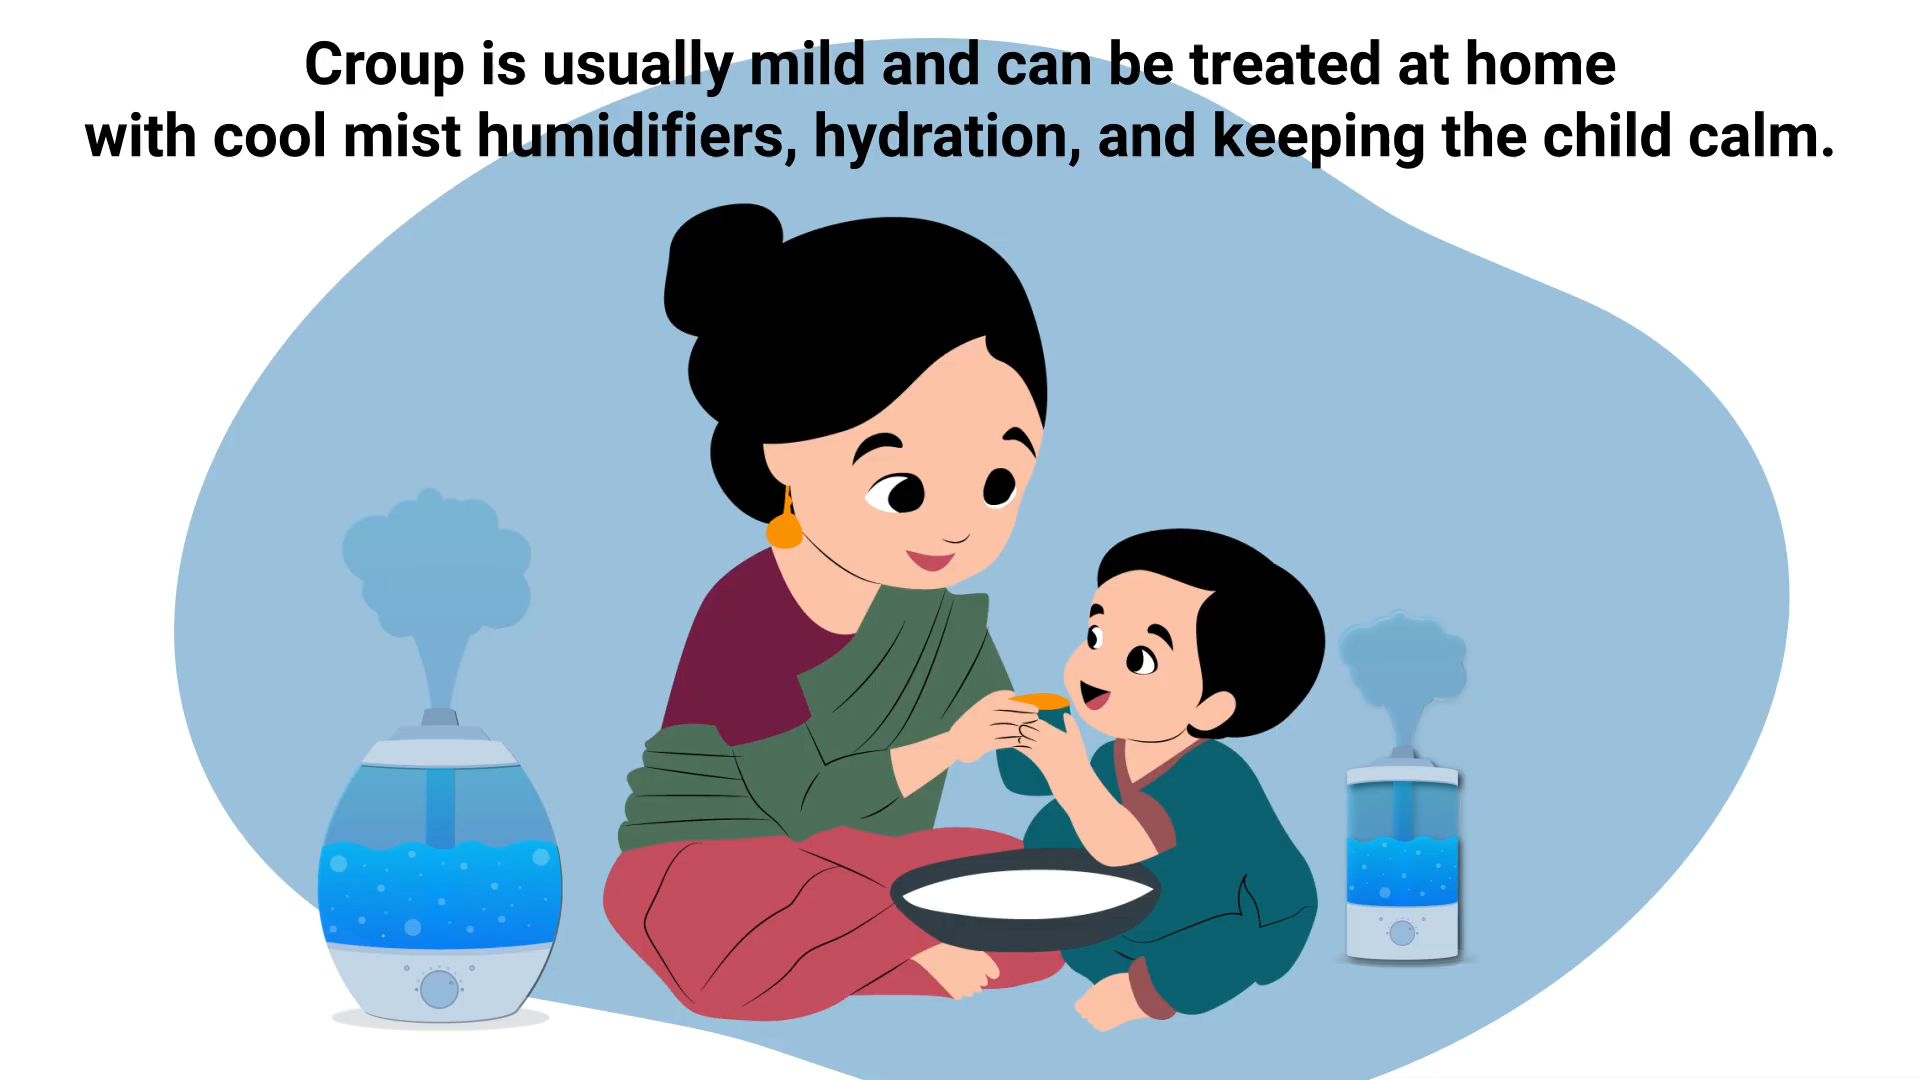 Croup is usually mild and can be treated at home
with cool mist humidifiers, hydration, and keeping the child calm.